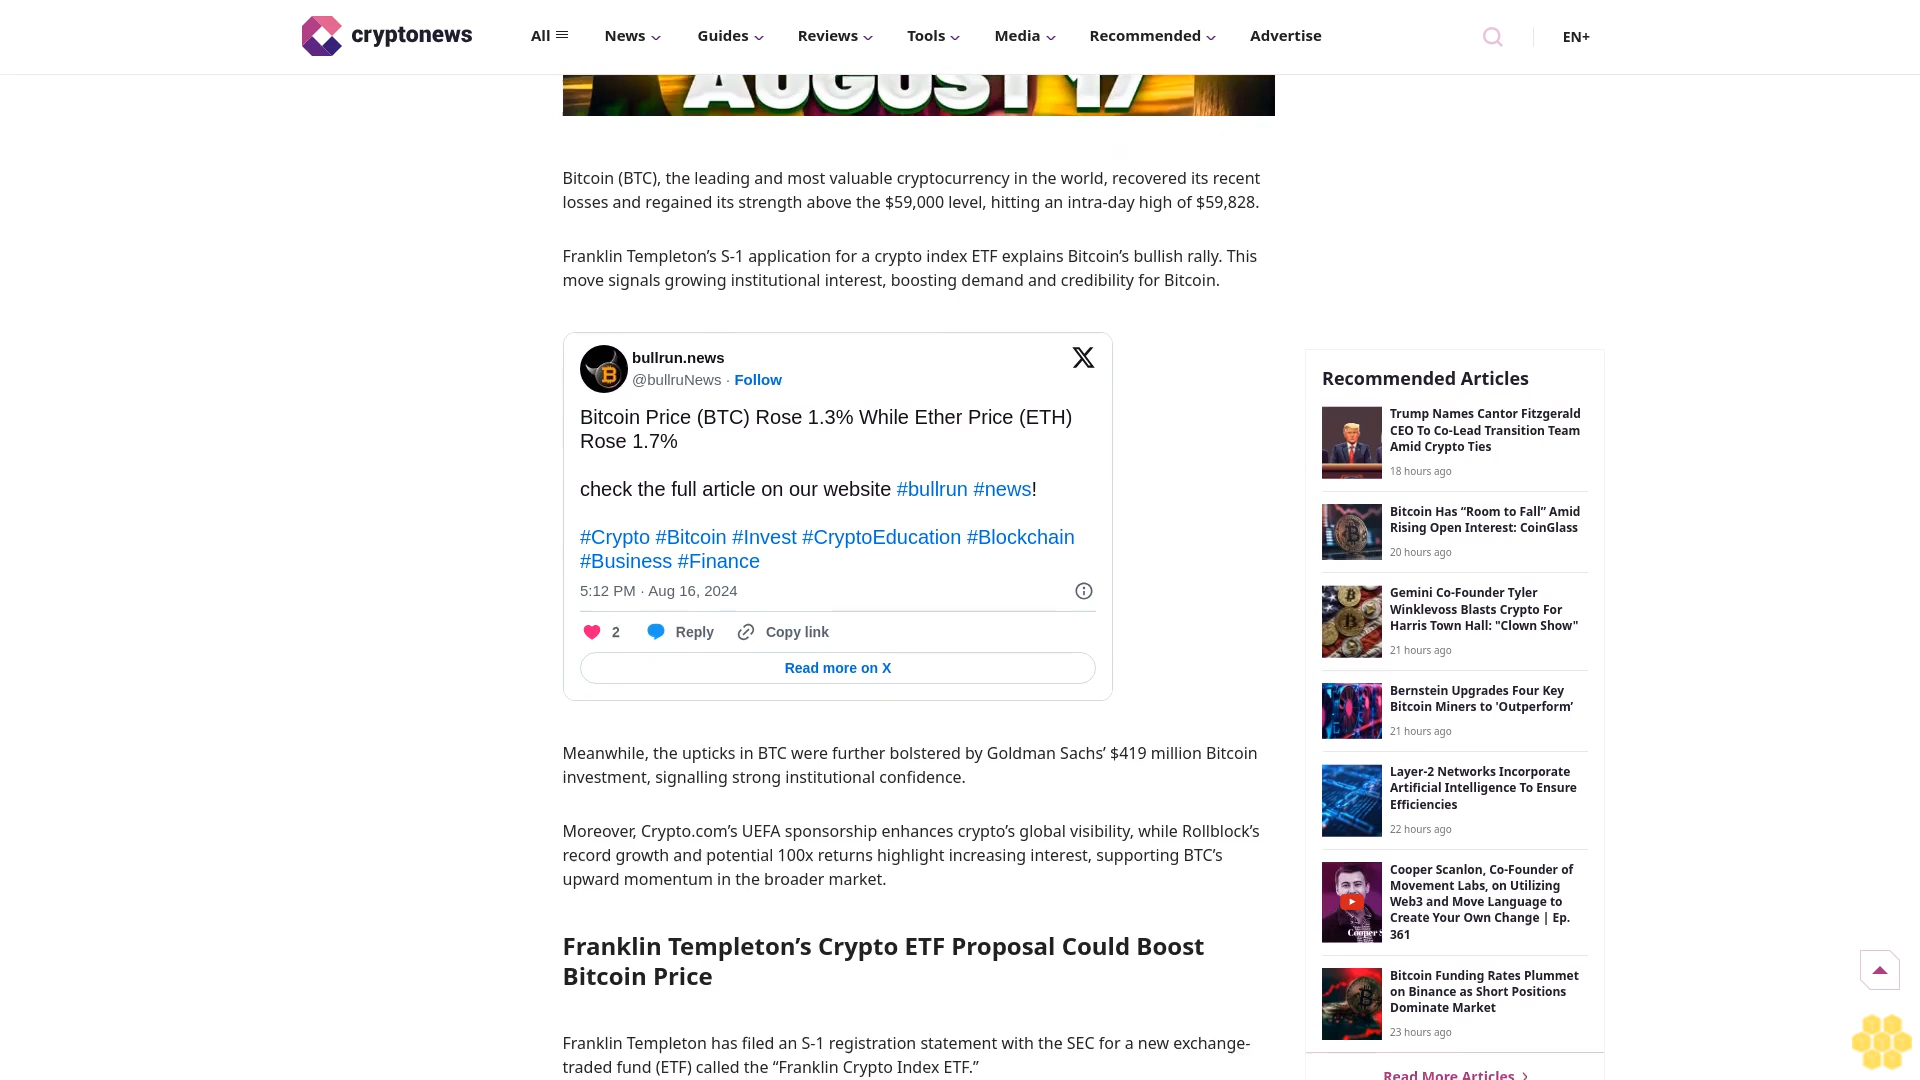 cryptonews
All
News
Guides
Reviews
Tools
Media
Recommended
Advertise
EN+
AUGUST 17
Bitcoin (BTC), the leading and most valuable cryptocurrency in the world, recovered its recent
losses and regained its strength above the $59,000 level, hitting an intra-day high of $59,828.
Franklin Templeton’s S-1 application for a crypto index ETF explains Bitcoin’s bullish rally. This
move signals growing institutional interest, boosting demand and credibility for Bitcoin.
bullrun.news
@bullruNews · Follow
Bitcoin Price (BTC) Rose 1.3% While Ether Price (ETH)
Rose 1.7%
check the full article on our website #bullrun #news!
#Crypto #Bitcoin #Invest #CryptoEducation #Blockchain
#Business #Finance
5:12 PM · Aug 16, 2024
2
Reply
Copy link
Read more on X
Meanwhile, the upticks in BTC were further bolstered by Goldman Sachs’ $419 million Bitcoin
investment, signalling strong institutional confidence.
Moreover, Crypto.com’s UEFA sponsorship enhances crypto’s global visibility, while Rollblock’s
record growth and potential 100x returns highlight increasing interest, supporting BTC’s
upward momentum in the broader market.
Franklin Templeton’s Crypto ETF Proposal Could Boost
Bitcoin Price
Franklin Templeton has filed an S-1 registration statement with the SEC for a new exchange-
traded fund (ETF) called the “Franklin Crypto Index ETF.”
Recommended Articles
Trump Names Cantor Fitzgerald
CEO To Co-Lead Transition Team
Amid Crypto Ties
18 hours ago
Bitcoin Has “Room to Fall” Amid
Rising Open Interest: CoinGlass
20 hours ago
Gemini Co-Founder Tyler
Winklevoss Blasts Crypto For
Harris Town Hall: "Clown Show"
21 hours ago
Bernstein Upgrades Four Key
Bitcoin Miners to 'Outperform’
21 hours ago
Layer-2 Networks Incorporate
Artificial Intelligence To Ensure
Efficiencies
22 hours ago
Cooper S
Cooper Scanlon, Co-Founder of
Movement Labs, on Utilizing
Web3 and Move Language to
Create Your Own Change | Ep.
361
Bitcoin Funding Rates Plummet
on Binance as Short Positions
Dominate Market
23 hours ago
Read More Articles